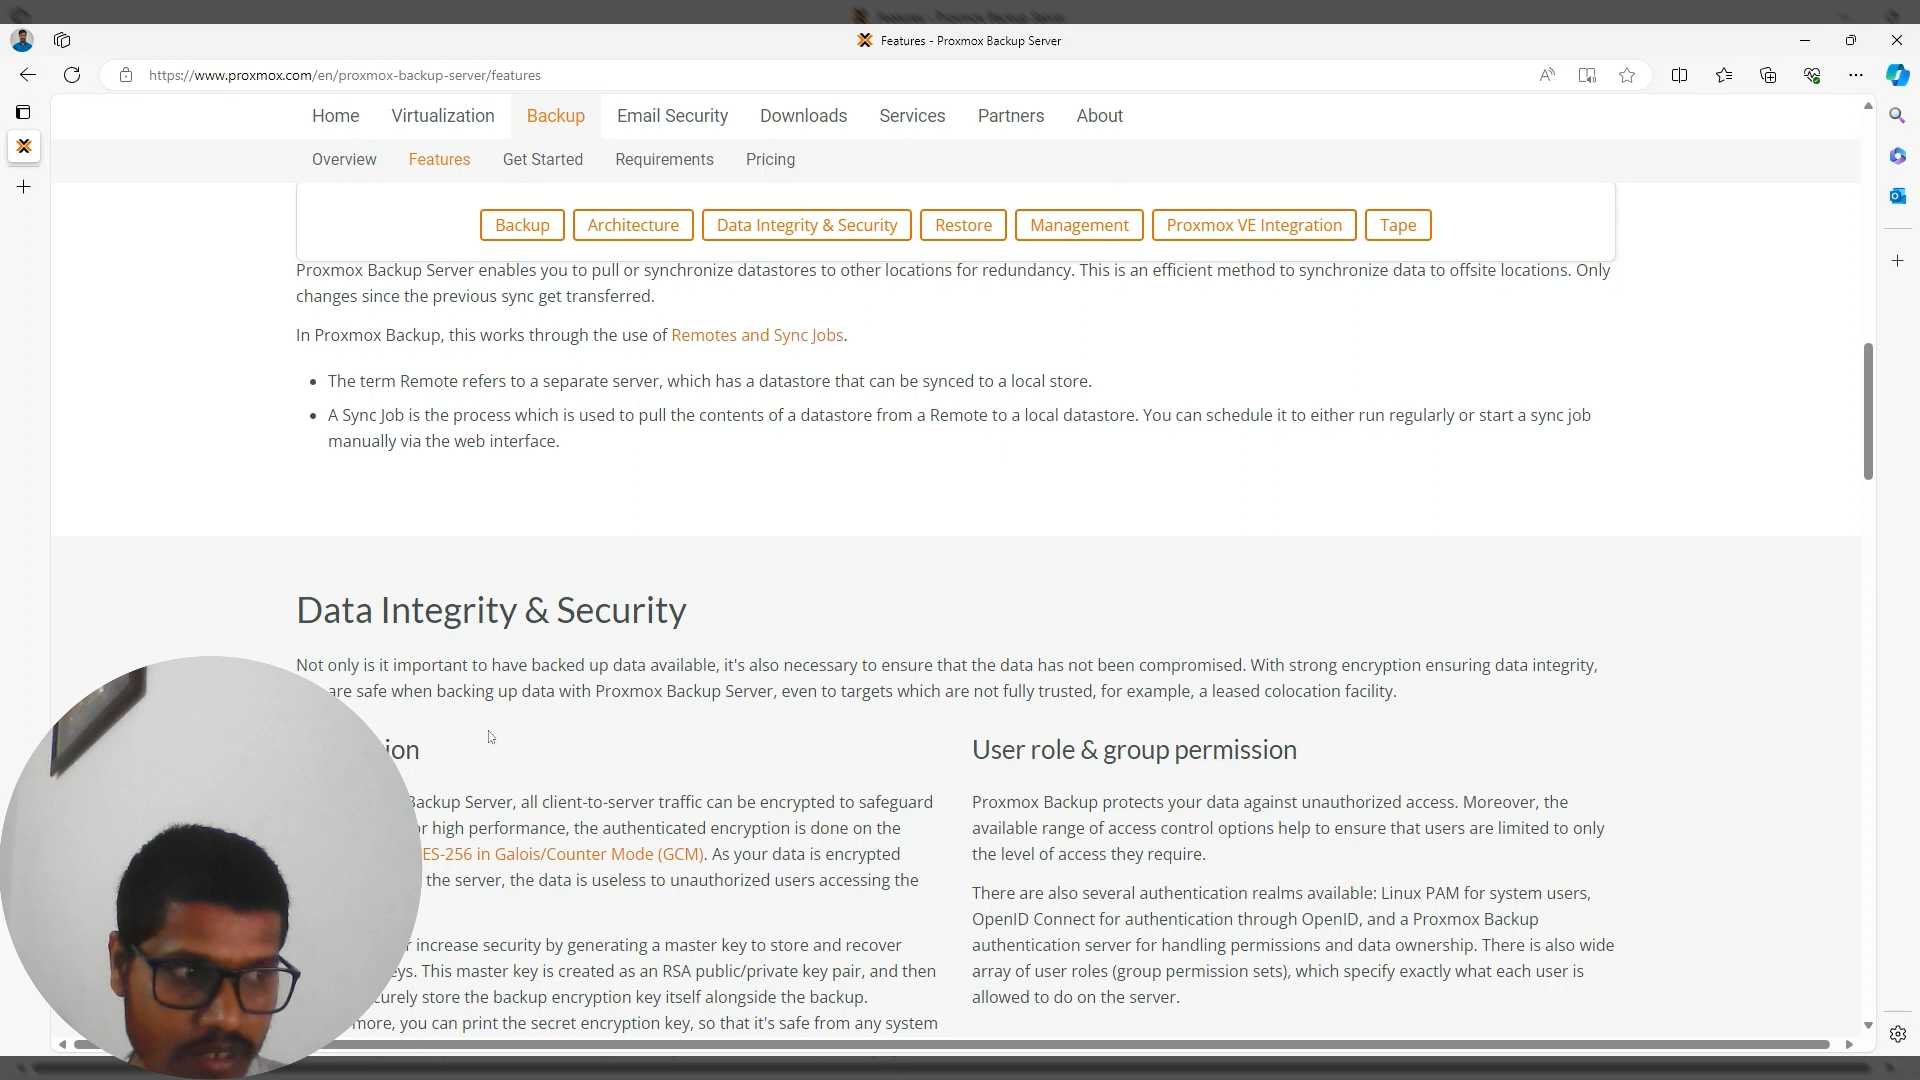 Features - Proxmox Backup Server
https://www.proxmox.com/en/proxmox-backup-server/features
Home Virtualization Backup Email Security Downloads Services Partners About
Overview Features Get Started Requirements Pricing
Backup Architecture Data Integrity & Security Restore Management Proxmox VE Integration Tape
Proxmox Backup Server enables you to pull or synchronize datastores to other locations for redundancy. This is an efficient method to synchronize data to offsite locations. Only
changes since the previous sync get transferred.
In Proxmox Backup, this works through the use of Remotes and Sync Jobs.
• The term Remote refers to a separate server, which has a datastore that can be synced to a local store.
• A Sync Job is the process which is used to pull the contents of a datastore from a Remote to a local datastore. You can schedule it to either run regularly or start a sync job
manually via the web interface.
Data Integrity & Security
Not only is it important to have backed up data available, it's also necessary to ensure that the data has not been compromised. With strong encryption ensuring data integrity,
are safe when backing up data with Proxmox Backup Server, even to targets which are not fully trusted, for example, a leased colocation facility.
Backup Server, all client-to-server traffic can be encrypted to safeguard
high performance, the authenticated encryption is done on the
ES-256 in Galois/Counter Mode (GCM). As your data is encrypted
the server, the data is useless to unauthorized users accessing the
increase security by generating a master key to store and recover
This master key is created as an RSA public/private key pair, and then
store the backup encryption key itself alongside the backup.
more, you can print the secret encryption key, so that it's safe from any system
User role & group permission
Proxmox Backup protects your data against unauthorized access. Moreover, the
available range of access control options help to ensure that users are limited to only
the level of access they require.
There are also several authentication realms available: Linux PAM for system users,
OpenID Connect for authentication through OpenID, and a Proxmox Backup
authentication server for handling permissions and data ownership. There is also wide
array of user roles (group permission sets), which specify exactly what each user is
allowed to do on the server.